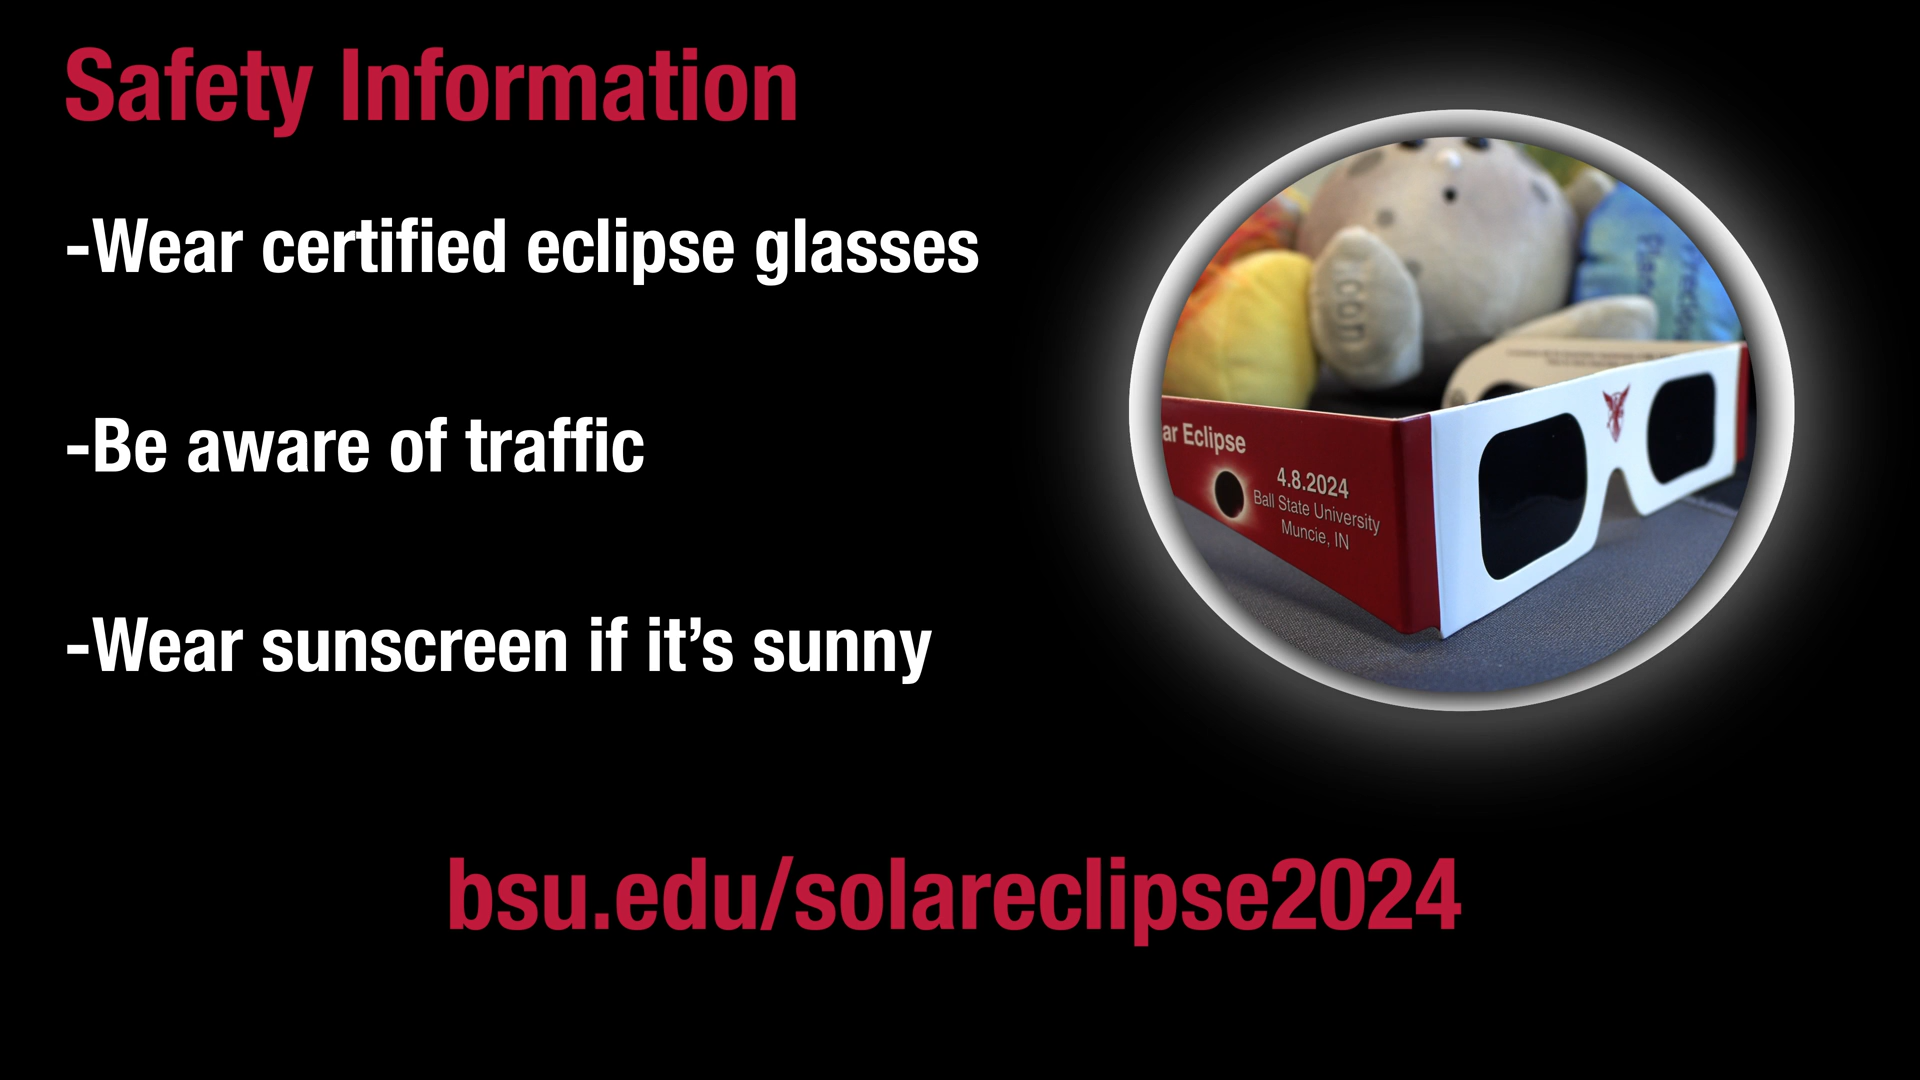 Safety Information
-Wear certified eclipse glasses
-Be aware of traffic
-Wear sunscreen if it’s sunny
xcon
ar Eclipse
4.8.2024
Ball State University
Muncie, IN
bsu.edu/solareclipse2024